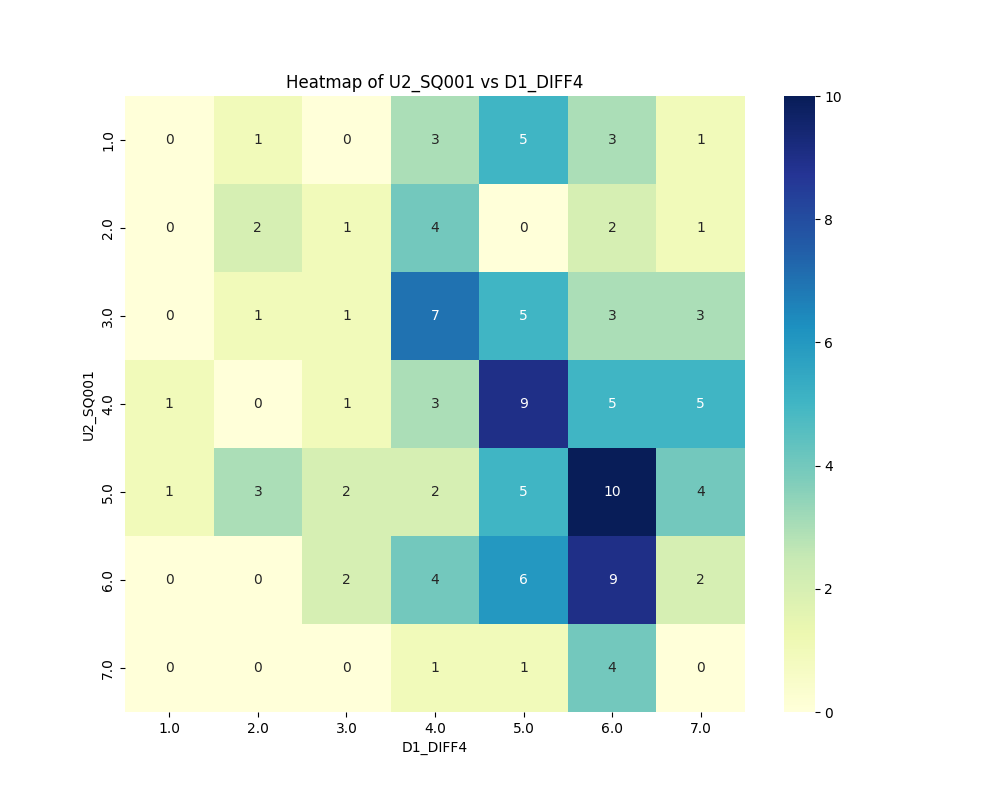 Heatmap of U2_SQ001 vs D1_DIFF4
1.0 0 1 0 3 5 3 1
2.0 0 2 1 4 0 2 1
3.0 0 1 1 7 5 3 3
4.0 1 0 1 3 9 5 5
5.0 1 3 2 2 5 10 4
6.0 0 0 2 4 6 9 2
7.0 0 0 0 1 1 4 0
1.0 2.0 3.0 4.0 5.0 6.0 7.0
D1_DIFF4
U2_SQ001
10
8
6
4
2
0